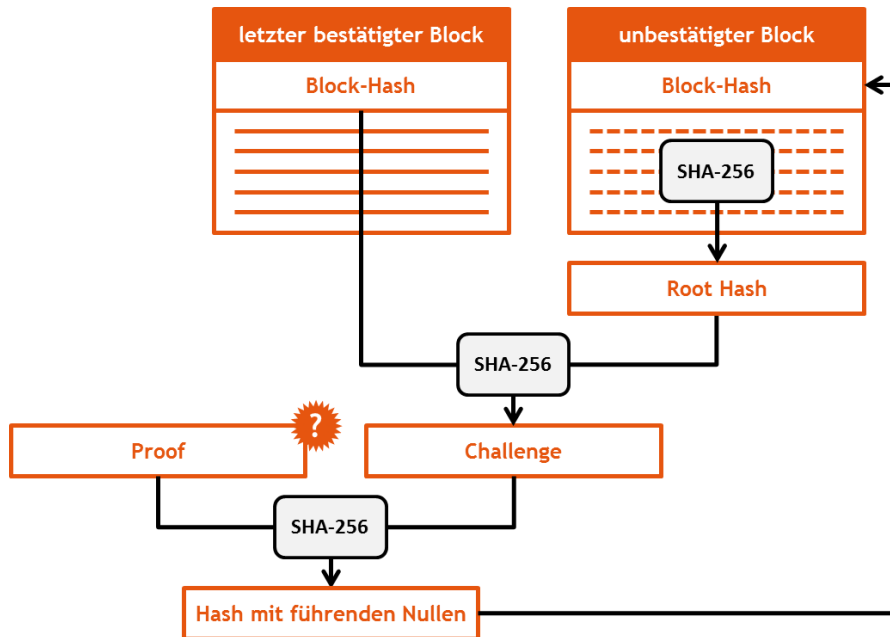 letzter bestätigter Block
unbestätigter Block
Block-Hash
Block-Hash
SHA-256
Root Hash
SHA-256
?
Proof
Challenge
SHA-256
Hash mit führenden Nullen